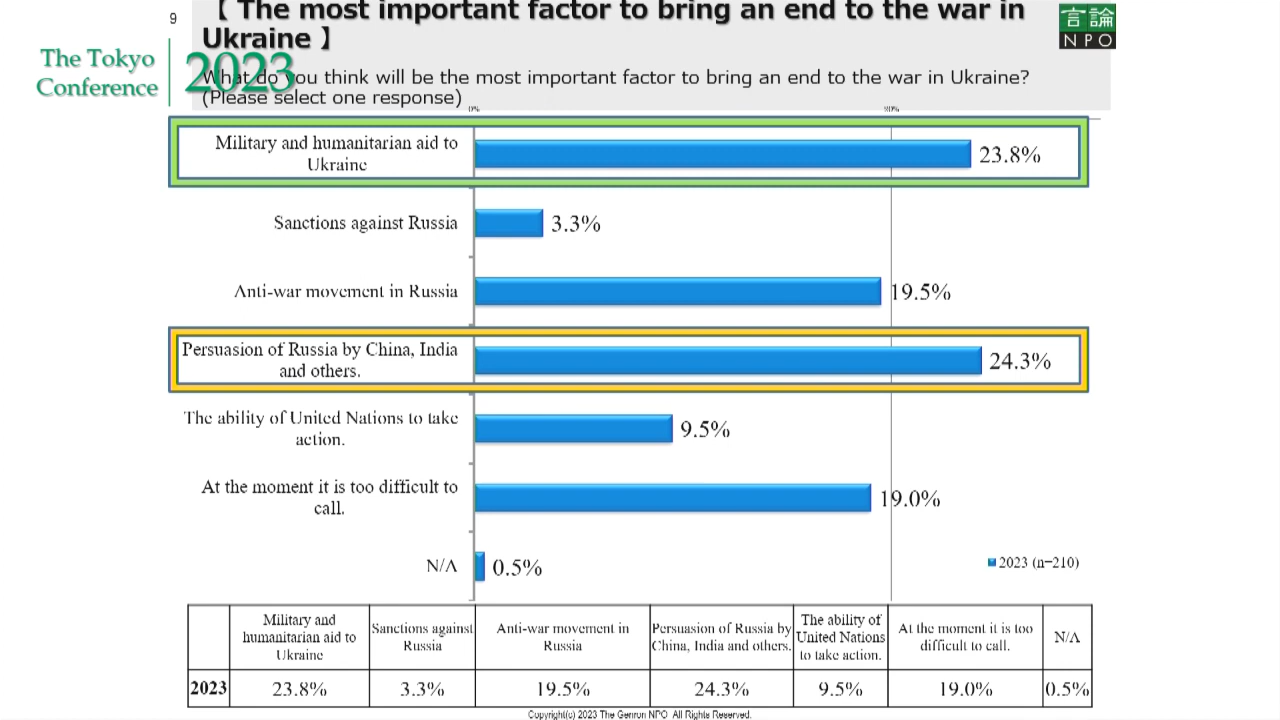 9
【 The most important factor to bring an end to the war in
Ukraine 】
言論
NPO
The Tokyo
Conference
2023
What do you think will be the most important factor to bring an end to the war in Ukraine?
(Please select one response)
0%
20%
Military and humanitarian aid to
Ukraine
23.8%
Sanctions against Russia
3.3%
Anti-war movement in Russia
19.5%
Persuasion of Russia by China, India
and others.
24.3%
The ability of United Nations to take
action.
9.5%
At the moment it is too difficult to
call.
19.0%
N/A
0.5%
2023 (n=210)
Military and
humanitarian aid to
Ukraine
Sanctions against
Russia
Anti-war movement in
Russia
Persuasion of Russia by
China, India and others.
The ability of
United Nations
to take action.
At the moment it is too
difficult to call.
N/A
2023 23.8% 3.3% 19.5% 24.3% 9.5% 19.0% 0.5%
Copyright(c) 2023 The Genron NPO All Rights Reserved.